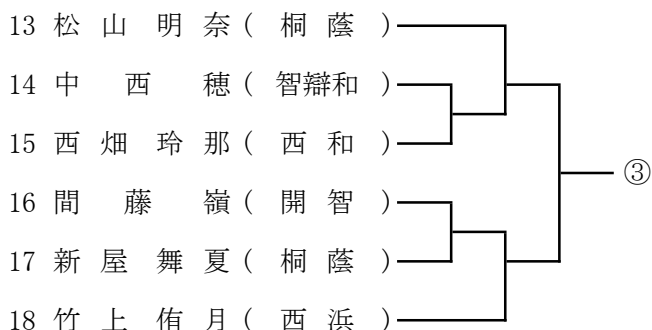 13 松山 明奈 ( 桐蔭 )
14 中西 穂 ( 智辯和 )
15 西畑 玲那 ( 西和 )
③
16 間藤 嶺 ( 開智 )
17 新屋 舞夏 ( 桐蔭 )
18 竹上 侑月 ( 西浜 )